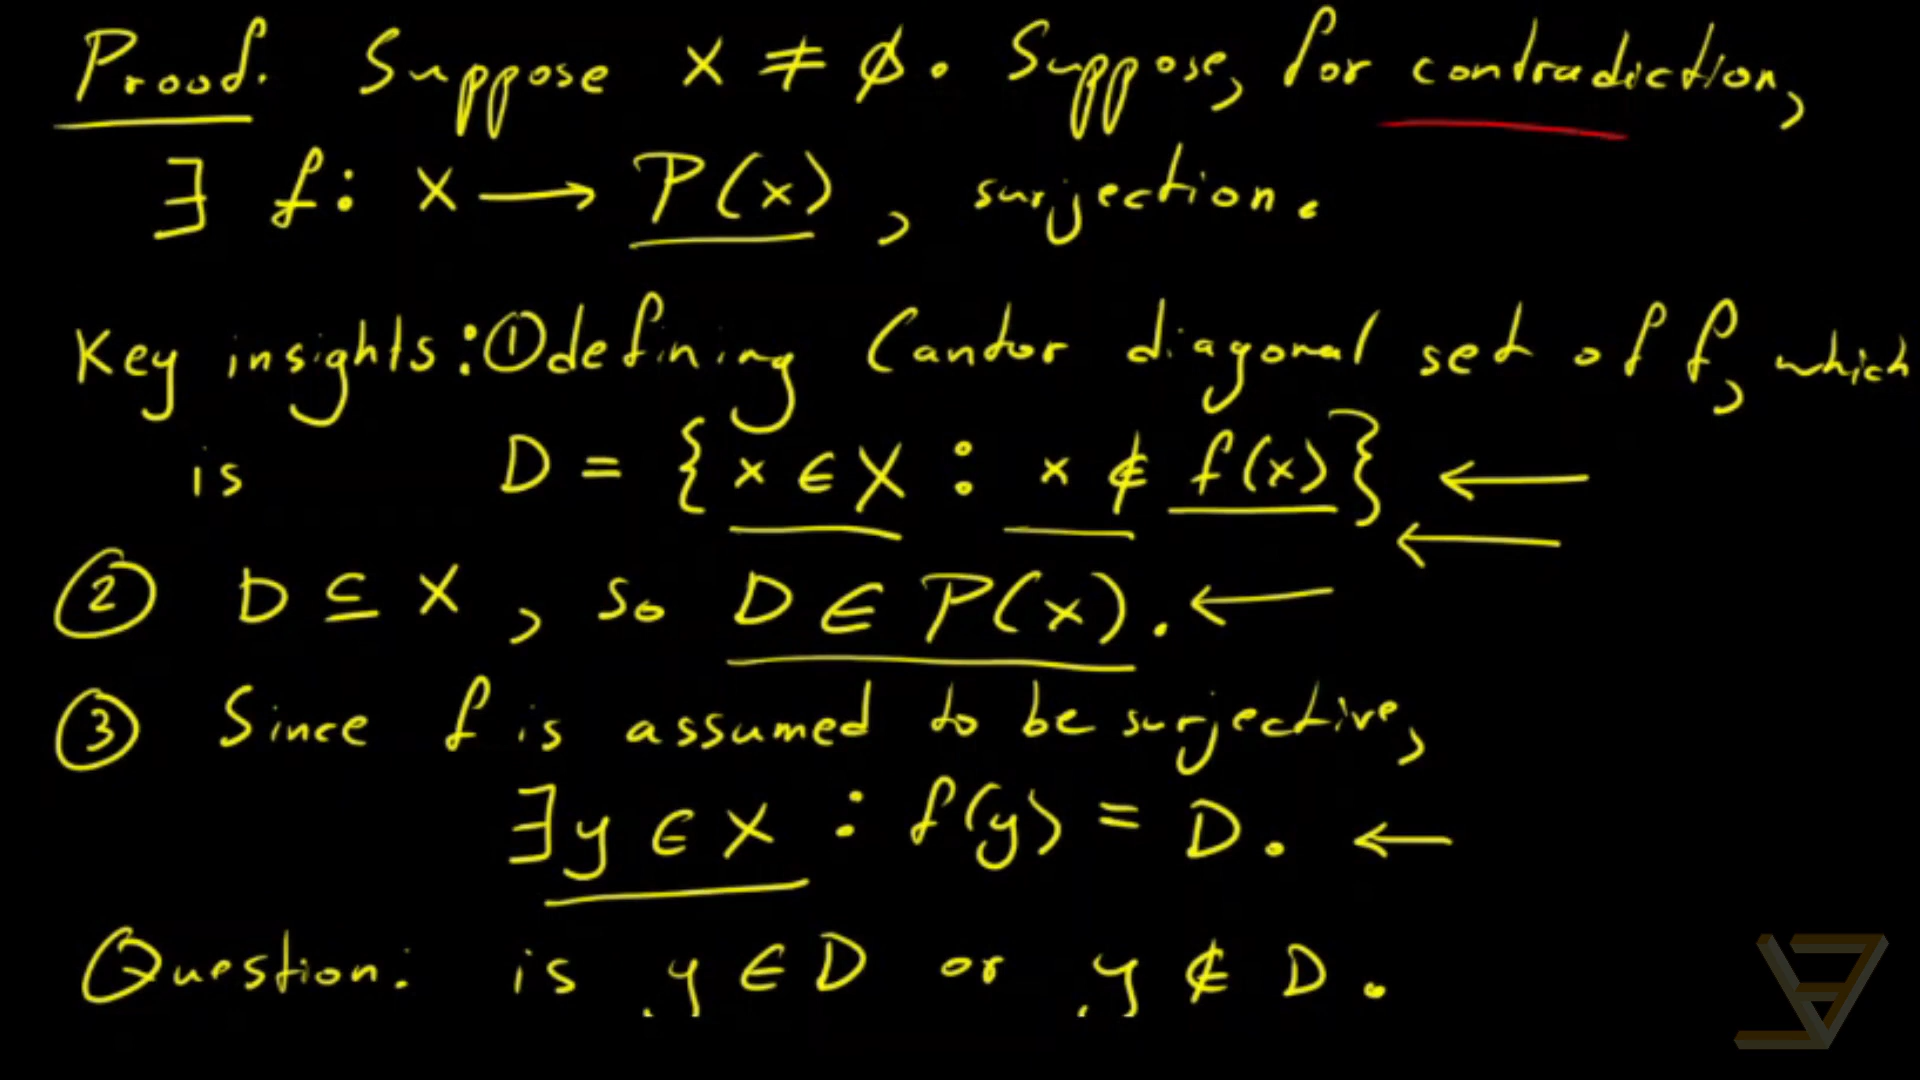 Proof. Suppose X ≠ ∅. Suppose, for contradiction,
∃ f: X ⟶ P(X), surjection.
Key insights: ① defining Cantor diagonal set of f, which
is D = {x ∈ X : x ∉ f(x)} ←
←
② D ⊆ X, so D ∈ P(X). ←
③ Since f is assumed to be surjective,
∃ y ∈ X : f(y) = D. ←
Question: is y ∈ D or y ∉ D.